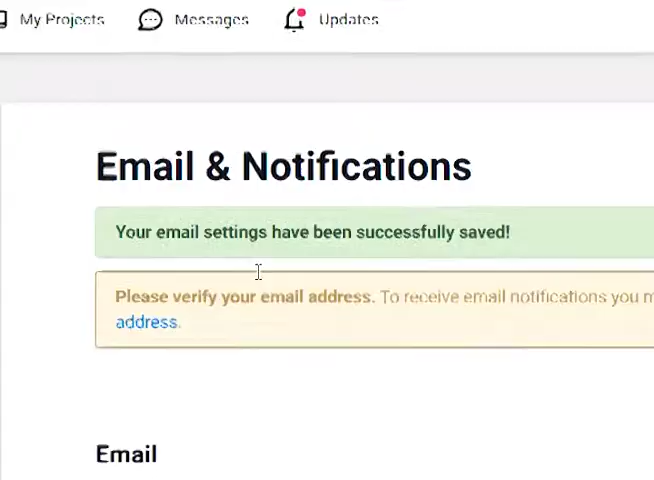 My Projects Messages Updates
Email & Notifications
Your email settings have been successfully saved!
Please verify your email address. To receive email notifications you
address.
Email